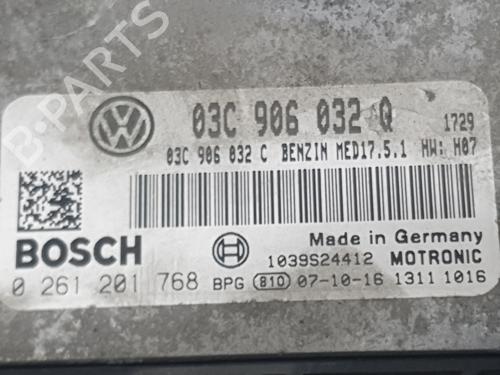 B-PARTS
03C 906 032 Q 1729
03C 906 032 C BENZIN MED17.5.1 HW: H07
BOSCH
Made in Germany
1039S24412 MOTRONIC
0 261 201 768 BPG 810 07-10-16 1311 1016